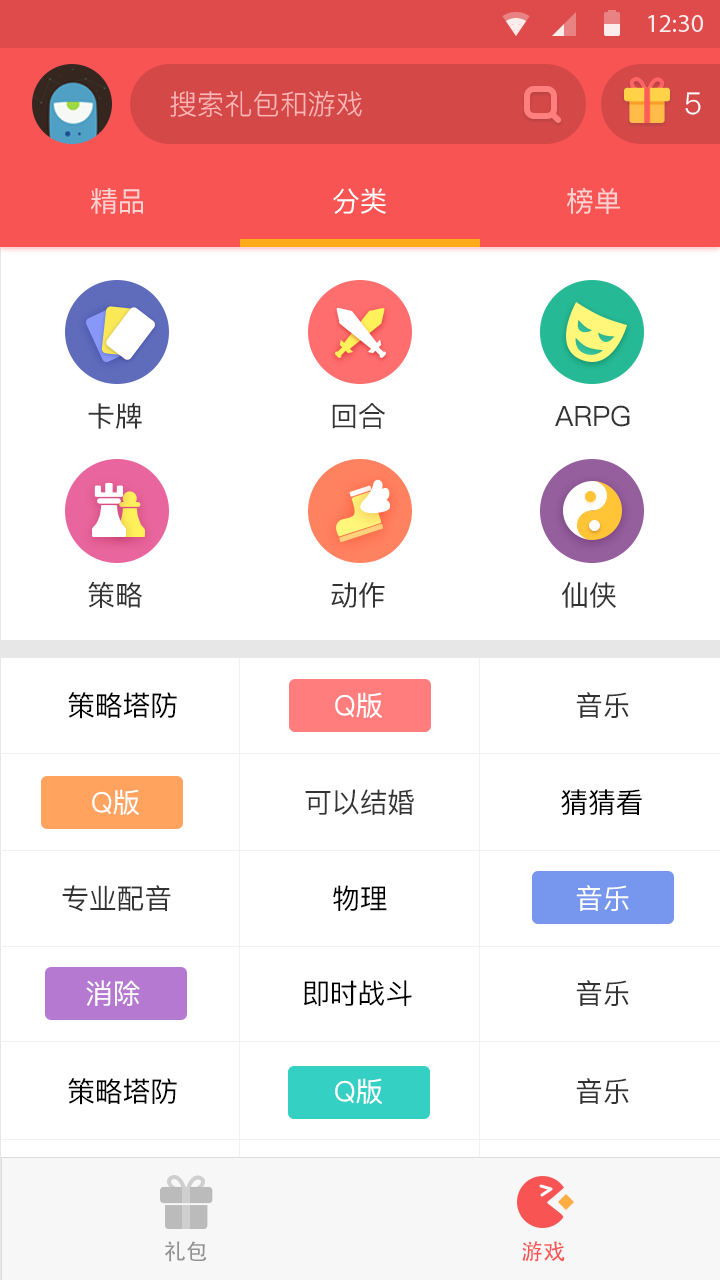 12:30
搜索礼包和游戏
5
精品 分类 榜单
卡牌 回合 ARPG
策略 动作 仙侠
策略塔防 Q版 音乐
Q版 可以结婚 猜猜看
专业配音 物理 音乐
消除 即时战斗 音乐
策略塔防 Q版 音乐
礼包 游戏